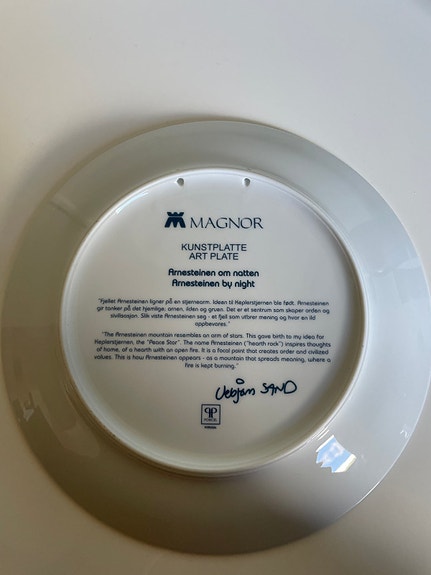 MAGNOR
KUNSTPLATTE
ART PLATE
Arnesteinen om natten
Arnesteinen by night
"Fjellet Arnesteinen ligner på en stjernearm. Ideen til Keplerstjernen ble født. Arnesteinen
gir tanker på det hjemlige: arnen, ilden og gruen. Det er et sentrum som skaper orden og
sivilisasjon. Slik viste Arnesteinen seg - et fjell som utbrer mening og hvor en ild
oppbevares."
"The Arnesteinen mountain resembles an arm of stars. This gave birth to my idea for
Keplerstjernen, the "Peace Star". The name Arnesteinen ("hearth rock") inspires thoughts
of home, of a hearth with an open fire. It is a focal point that creates order and civilized
values. This is how Arnesteinen appears - as a mountain that spreads meaning, where a
fire is kept burning."
Vebjørn SAND